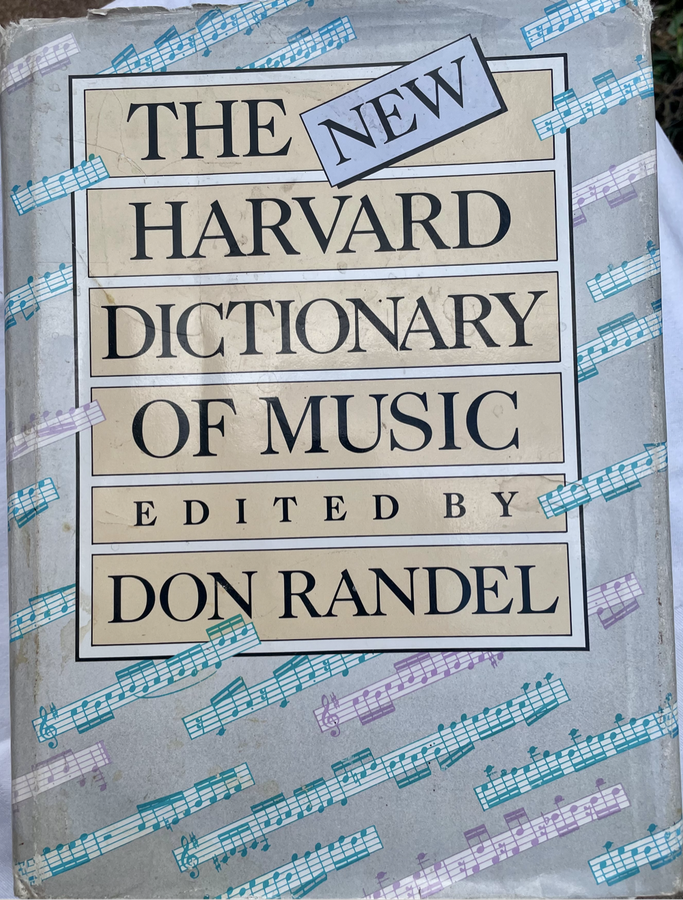 THE NEW
HARVARD
DICTIONARY
OF MUSIC
EDITED BY
DON RANDEL